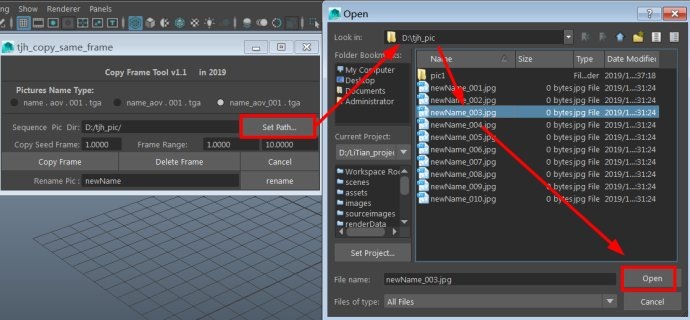 uring Show Renderer Panels
tjh_copy_same_frame
Copy Frame Tool v1.1 in 2019
Pictures Name Type:
name . aov . 001 . tga
name_aov . 001 . tga
name_aov_001 . tga
Sequence Pic Dir: D:/tjh_pic/ Set Path...
Copy Seed Frame: 1.0000 Frame Range: 1.0000 10.0000
Copy Frame Delete Frame Cancel
Rename Pic : newName rename
Open
Look in: D:\tjh_pic
Folder Bookmarks:
My Computer
Desktop
Documents
Administrator
Current Project:
D:/LiTian_projec
Workspace Roo
scenes
assets
images
sourceimages
renderData
Set Project...
Name Size Type Date Modified
pic1 Fil...der 2019/1...37:18
newName_001.jpg 0 bytes jpg File 2019/1...31:24
newName_002.jpg 0 bytes jpg File 2019/1...31:24
newName_003.jpg 0 bytes jpg File 2019/1...31:24
newName_004.jpg 0 bytes jpg File 2019/1...31:24
newName_005.jpg 0 bytes jpg File 2019/1...31:24
newName_006.jpg 0 bytes jpg File 2019/1...31:24
newName_007.jpg 0 bytes jpg File 2019/1...31:24
newName_008.jpg 0 bytes jpg File 2019/1...31:24
newName_009.jpg 0 bytes jpg File 2019/1...31:24
newName_010.jpg 0 bytes jpg File 2019/1...31:24
File name: newName_003.jpg Open
Files of type: All Files Cancel